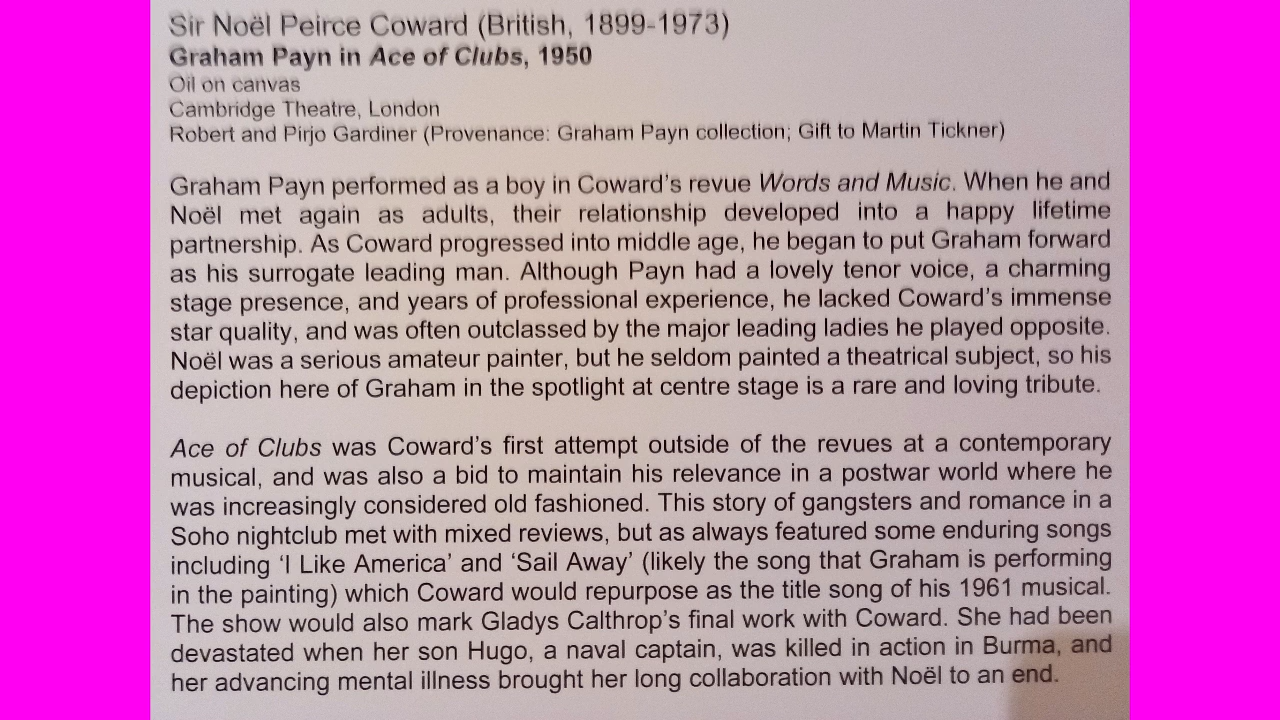 Sir Noël Peirce Coward (British, 1899-1973)
Graham Payn in Ace of Clubs, 1950
Oil on canvas
Cambridge Theatre, London
Robert and Pirjo Gardiner (Provenance: Graham Payn collection; Gift to Martin Tickner)
Graham Payn performed as a boy in Coward's revue Words and Music. When he and
Noël met again as adults, their relationship developed into a happy lifetime
partnership. As Coward progressed into middle age, he began to put Graham forward
as his surrogate leading man. Although Payn had a lovely tenor voice, a charming
stage presence, and years of professional experience, he lacked Coward's immense
star quality, and was often outclassed by the major leading ladies he played opposite.
Noël was a serious amateur painter, but he seldom painted a theatrical subject, so his
depiction here of Graham in the spotlight at centre stage is a rare and loving tribute.
Ace of Clubs was Coward's first attempt outside of the revues at a contemporary
musical, and was also a bid to maintain his relevance in a postwar world where he
was increasingly considered old fashioned. This story of gangsters and romance in a
Soho nightclub met with mixed reviews, but as always featured some enduring songs
including 'I Like America' and 'Sail Away' (likely the song that Graham is performing
in the painting) which Coward would repurpose as the title song of his 1961 musical.
The show would also mark Gladys Calthrop's final work with Coward. She had been
devastated when her son Hugo, a naval captain, was killed in action in Burma, and
her advancing mental illness brought her long collaboration with Noël to an end.